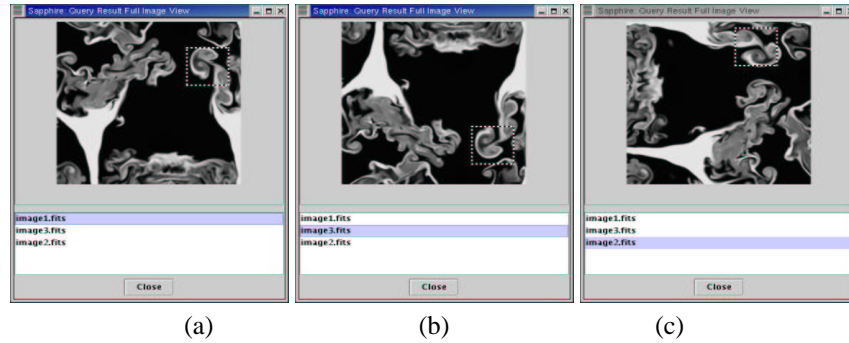 Sapphire: Query Result Full Image View
image1.fits
image3.fits
image2.fits
Close
(a)
Sapphire: Query Result Full Image View
image1.fits
image3.fits
image2.fits
Close
(b)
Sapphire: Query Result Full Image View
image1.fits
image3.fits
image2.fits
Close
(c)